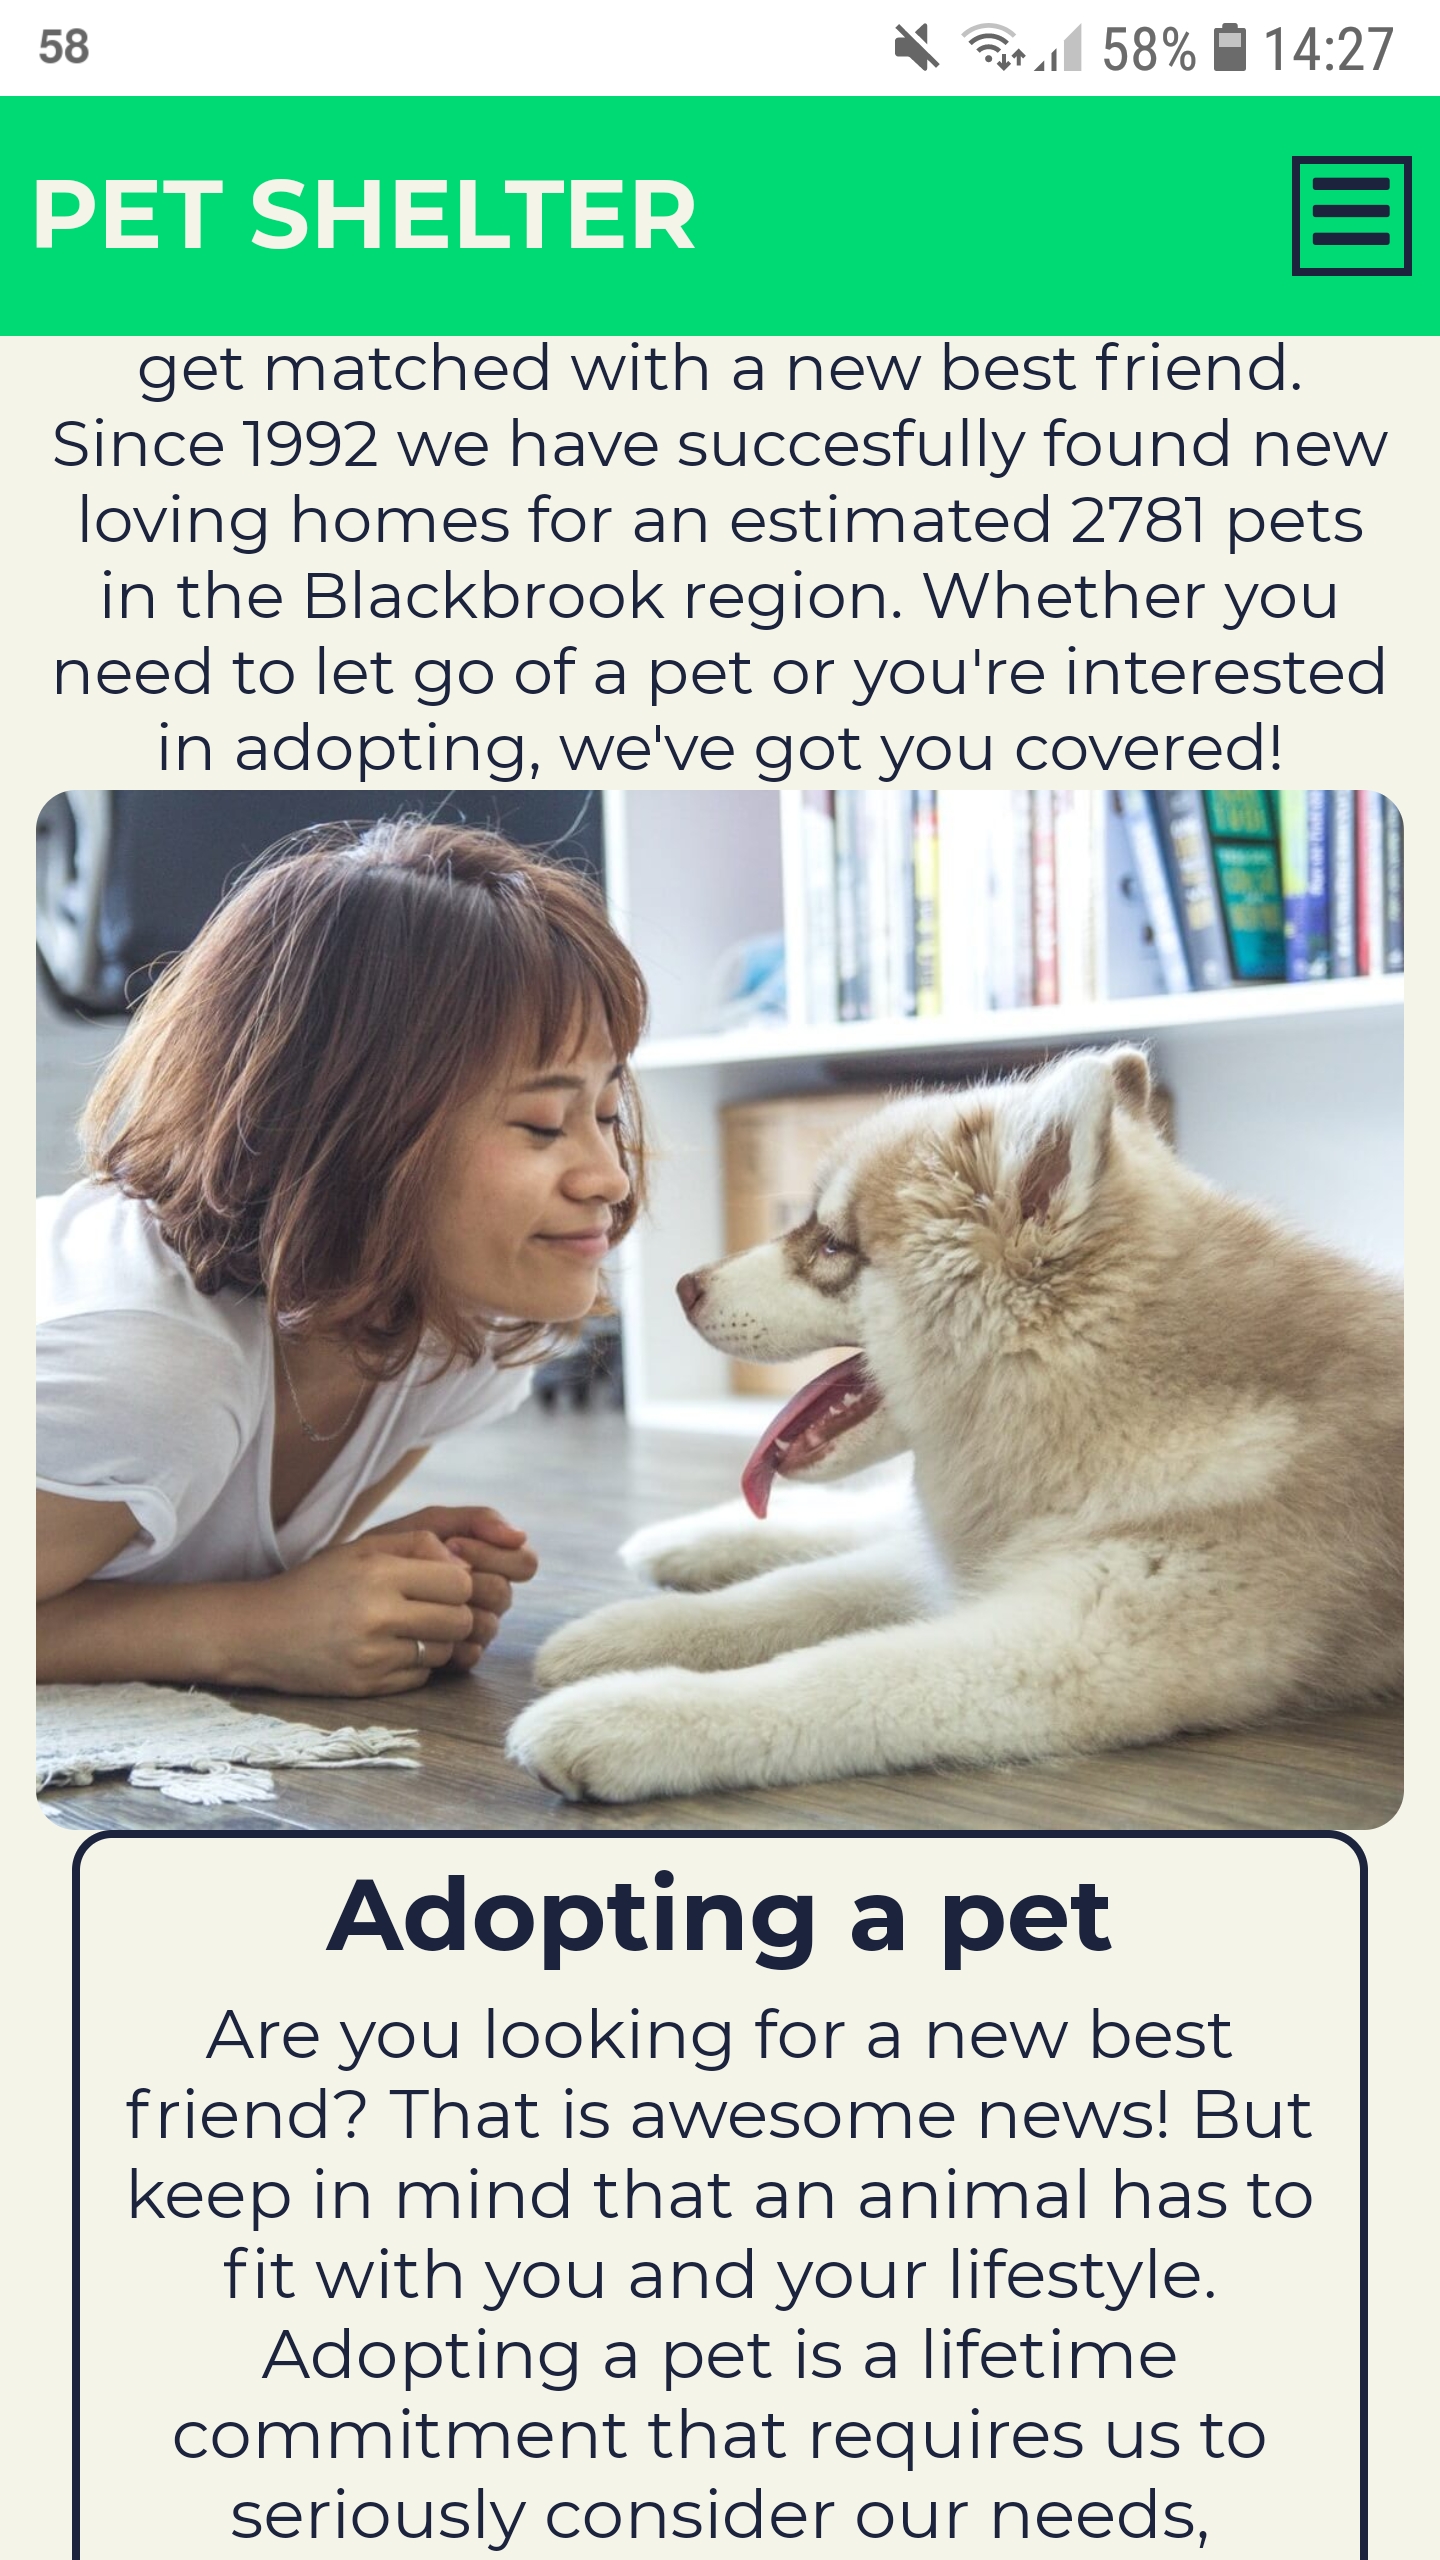 58
58% 14:27
PET SHELTER
get matched with a new best friend.
Since 1992 we have succesfully found new
loving homes for an estimated 2781 pets
in the Blackbrook region. Whether you
need to let go of a pet or you're interested
in adopting, we've got you covered!
Adopting a pet
Are you looking for a new best
friend? That is awesome news! But
keep in mind that an animal has to
fit with you and your lifestyle.
Adopting a pet is a lifetime
commitment that requires us to
seriously consider our needs,